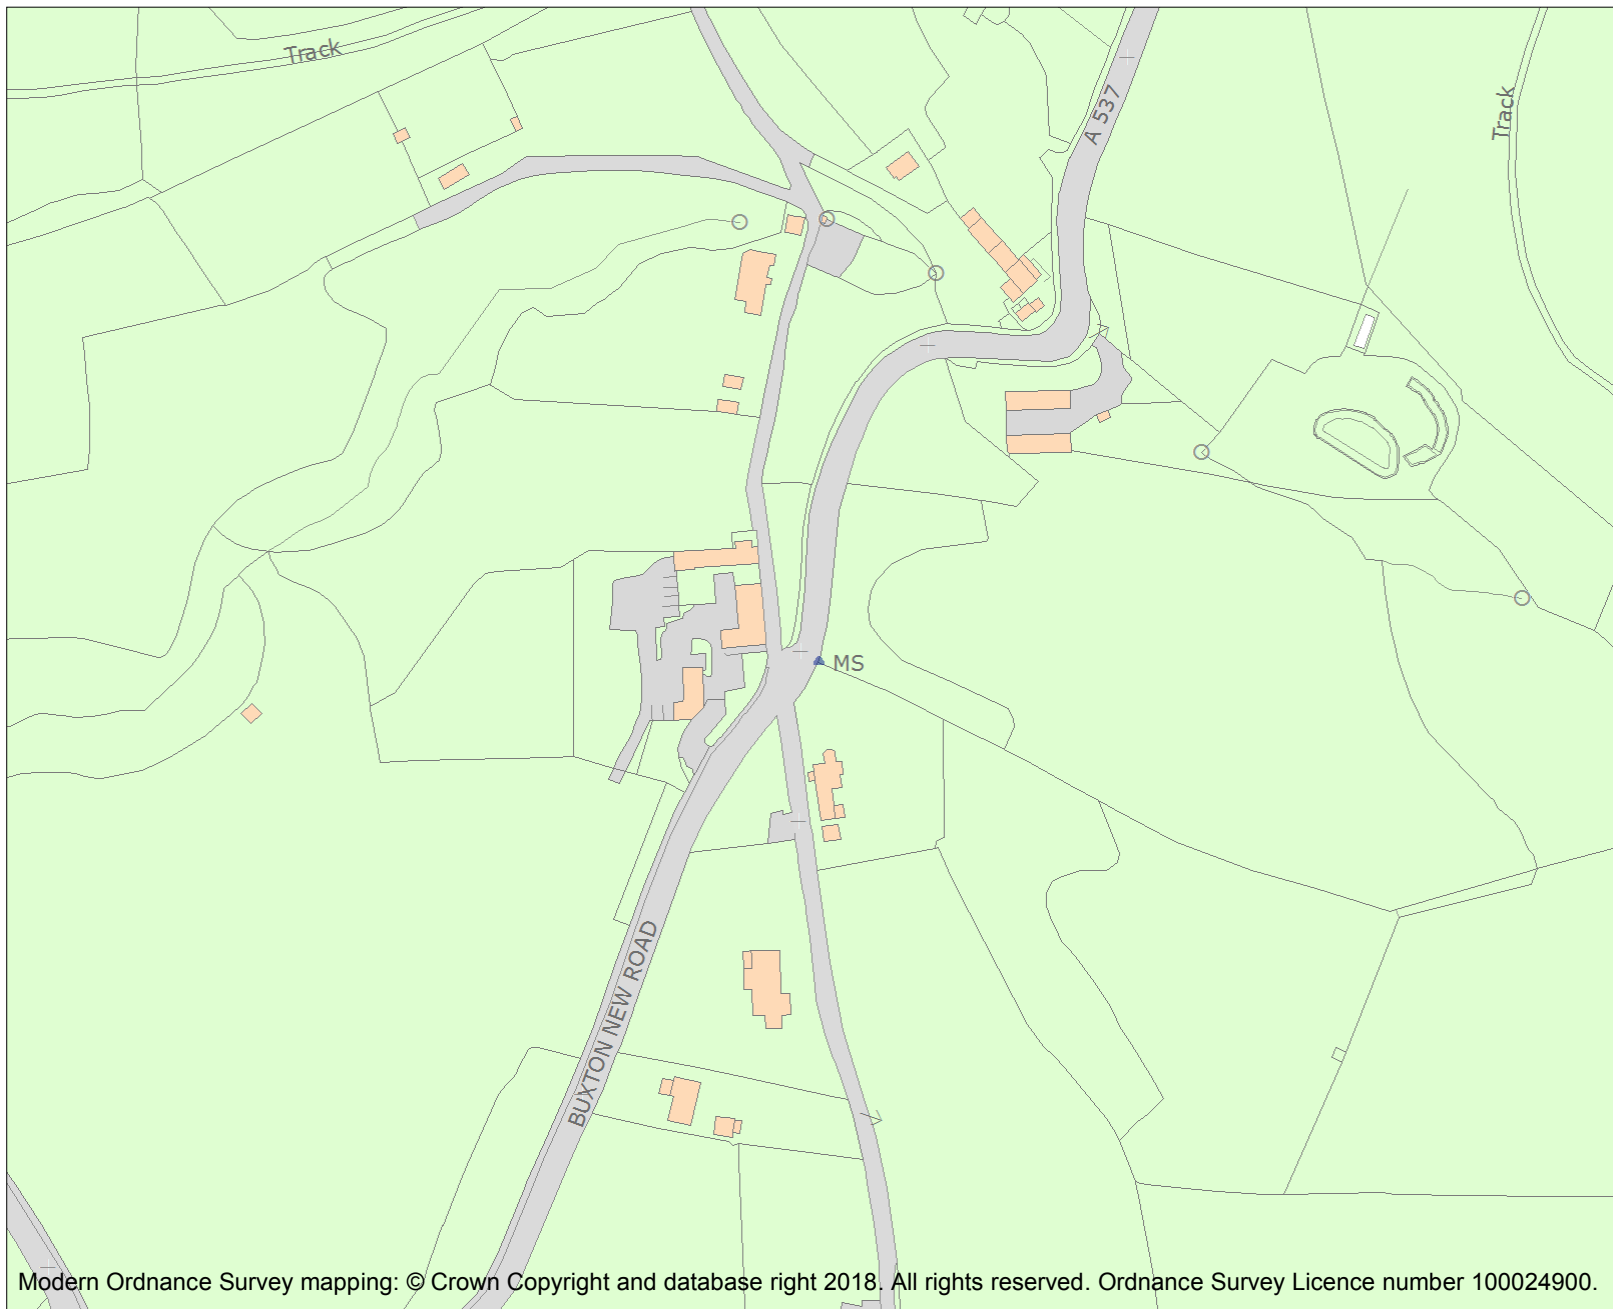 Track
A 537
Track
MS
BUXTON NEW ROAD
Modern Ordnance Survey mapping: © Crown Copyright and database right 2018. All rights reserved. Ordnance Survey Licence number 100024900.